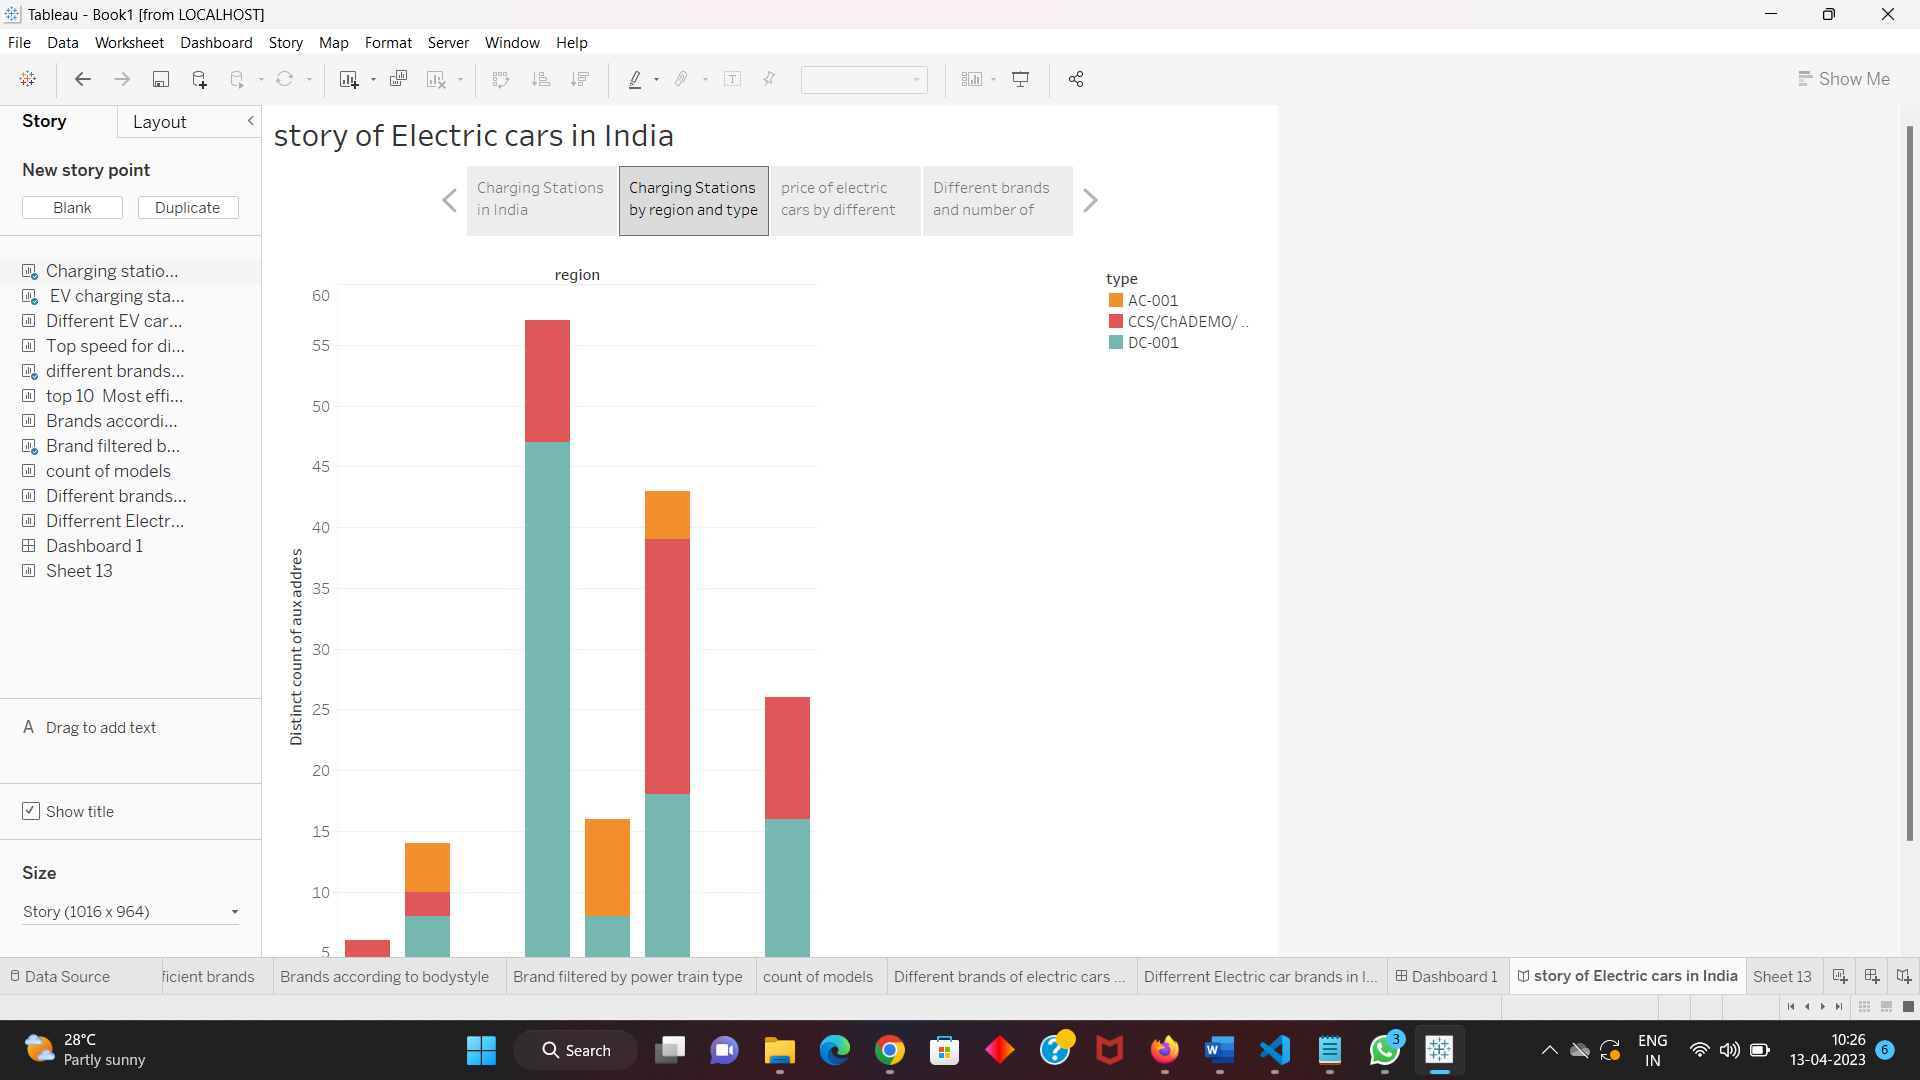 Tableau - Book1 [from LOCALHOST]
File Data Worksheet Dashboard Story Map Format Server Window Help
Show Me
Story Layout
New story point
Blank Duplicate
Charging statio...
EV charging sta...
Different EV car...
Top speed for di...
different brands...
top 10 Most effi...
Brands accordi...
Brand filtered b...
count of models
Different brands...
Differrent Electr...
Dashboard 1
Sheet 13
A Drag to add text
Show title
Size
Story (1016 x 964)
story of Electric cars in India
Charging Stations
in India
Charging Stations
by region and type
price of electric
cars by different
Different brands
and number of
region
60
55
50
45
40
35
30
25
20
15
10
5
Distinct count of aux addres
type
AC-001
CCS/ChADEMO/ ..
DC-001
Data Source ficient brands Brands according to bodystyle Brand filtered by power train type count of models Different brands of electric cars ... Differrent Electric car brands in I... Dashboard 1 story of Electric cars in India Sheet 13
28°C
Partly sunny
Search
3
ENG
IN
10:26
13-04-2023
6